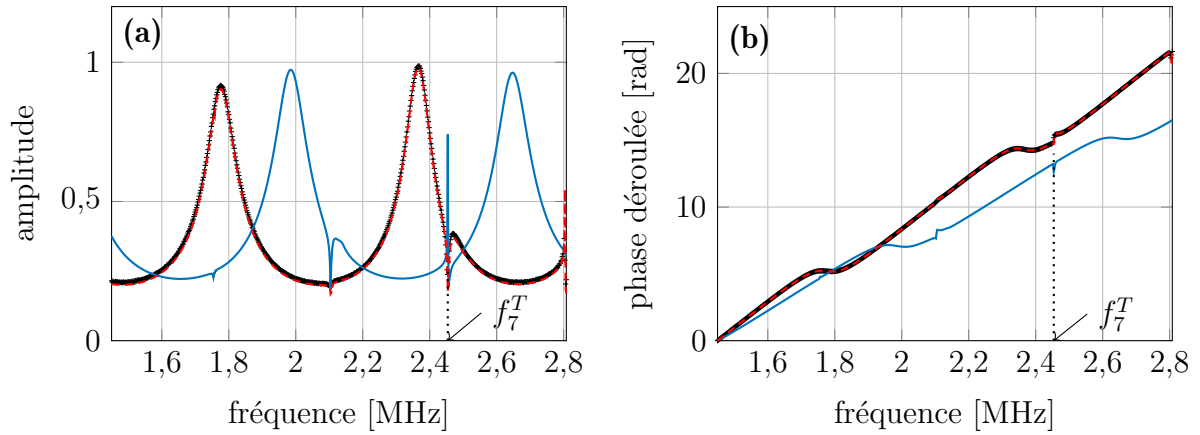 (a)
amplitude
1
0,5
0
1,6 1,8 2 2,2 2,4 2,6 2,8
fréquence [MHz]
f_7^T
(b)
phase déroulée [rad]
20
10
0
1,6 1,8 2 2,2 2,4 2,6 2,8
fréquence [MHz]
f_7^T